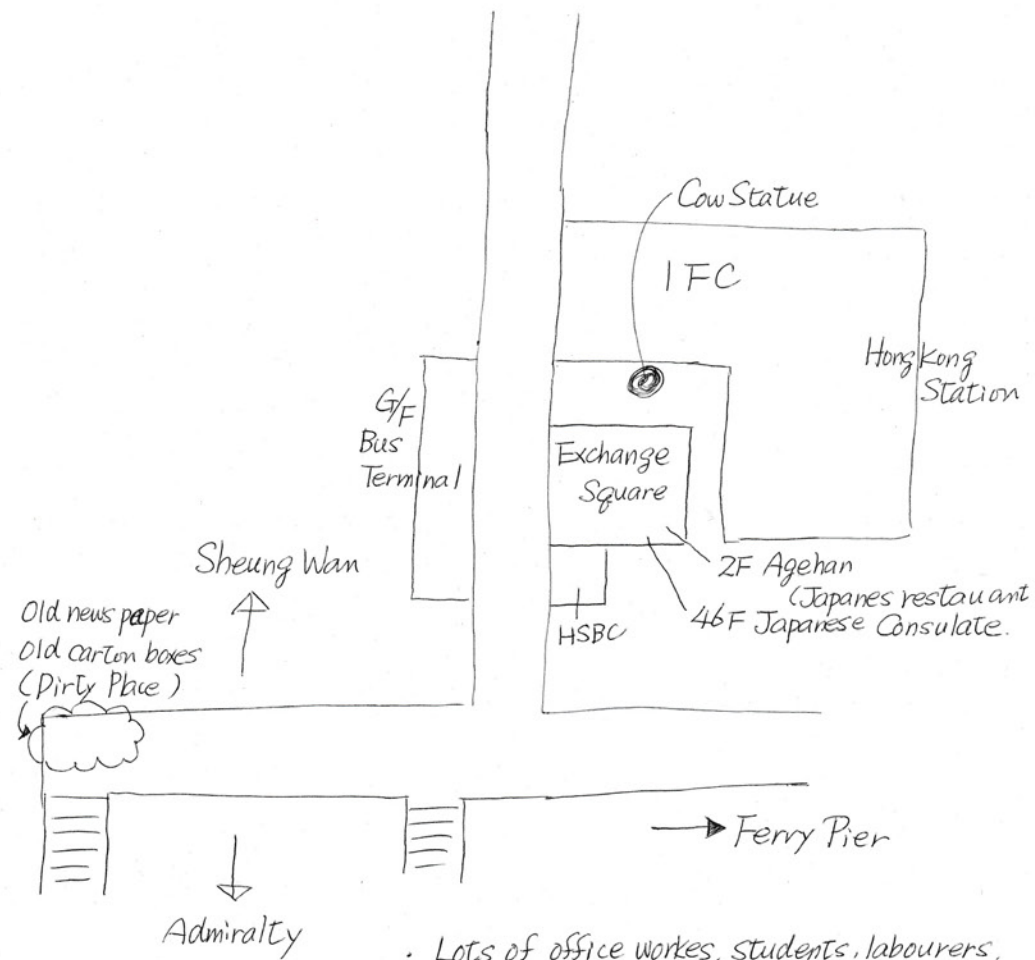 Cow Statue
IFC
Hong Kong
Station
G/F
Bus
Terminal
Exchange
Square
Sheung Wan
2F Agehan
(Japanes restauant
46F Japanese Consulate.
HSBC
Old news paper
Old carton boxes
(Dirty Place)
Ferry Pier
Admiralty
・ Lots of office workes, students, labourers,